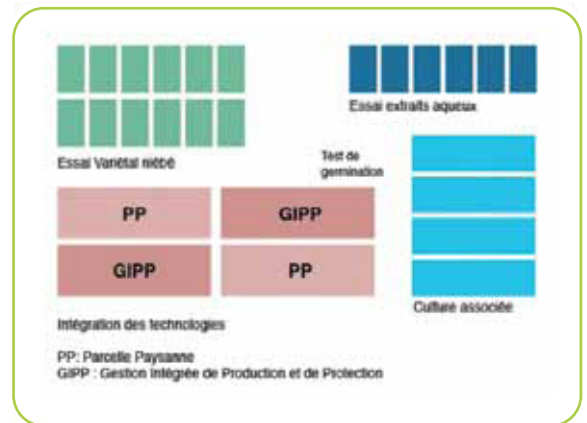 Essai extraits aqueux
Essai Variétal niébé
Test de
germination
PP
GIPP
GIPP
PP
Culture associée
Intégration des technologies
PP: Parcelle Paysanne
GIPP : Gestion Intégrée de Production et de Protection